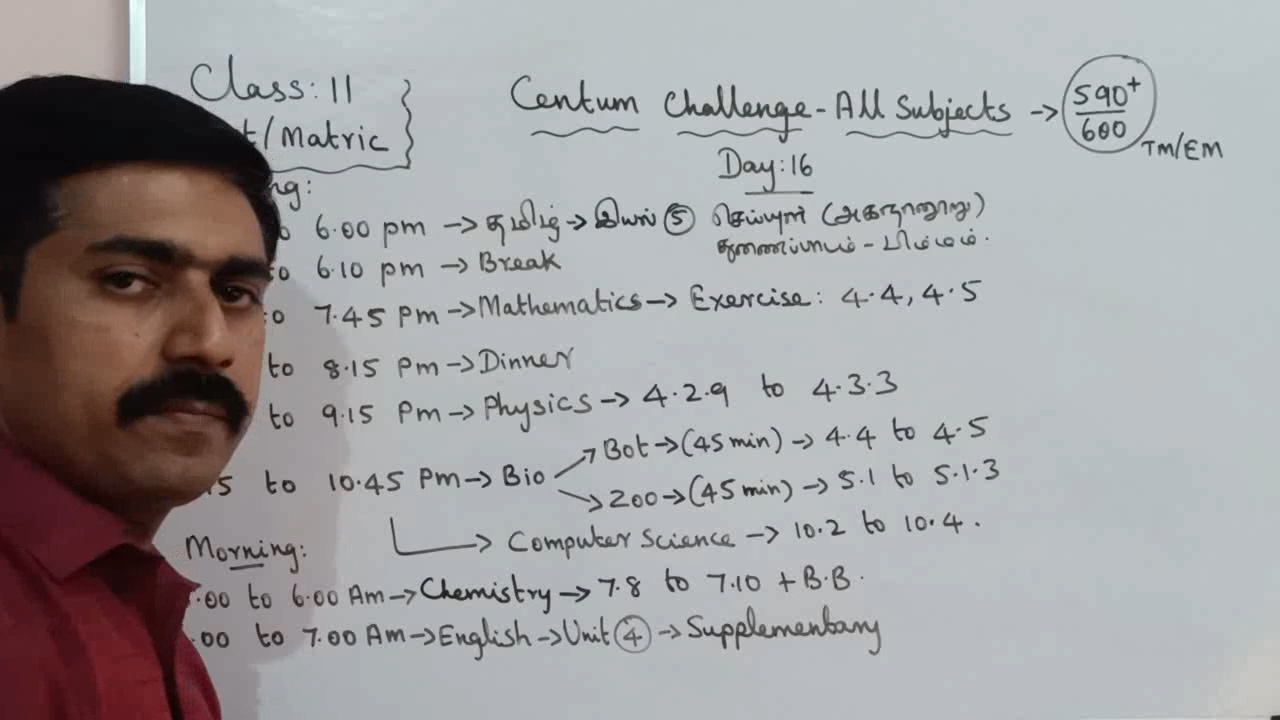 Class: 11
t/Matric
Centum Challenge - All Subjects → 590+/600
TM/EM
Day: 16
ng:
6.00 pm → தமிழ் → இயல் ⑤ செய்யுள் (அகநானூறு)
துணைப்பாடம் -
to 6.10 pm → Break
to 7.45 Pm → Mathematics → Exercise: 4.4, 4.5
to 8.15 Pm → Dinner
to 9.15 Pm → Physics → 4.2.9 to 4.3.3
15 to 10.45 Pm → Bio
Bot → (45 min) → 4.4 to 4.5
Zoo → (45 min) → 5.1 to 5.1.3
Computer Science → 10.2 to 10.4.
Morning:
.00 to 6.00 Am → Chemistry → 7.8 to 7.10 + B.B.
.00 to 7.00 Am → English → Unit ④ → Supplementary